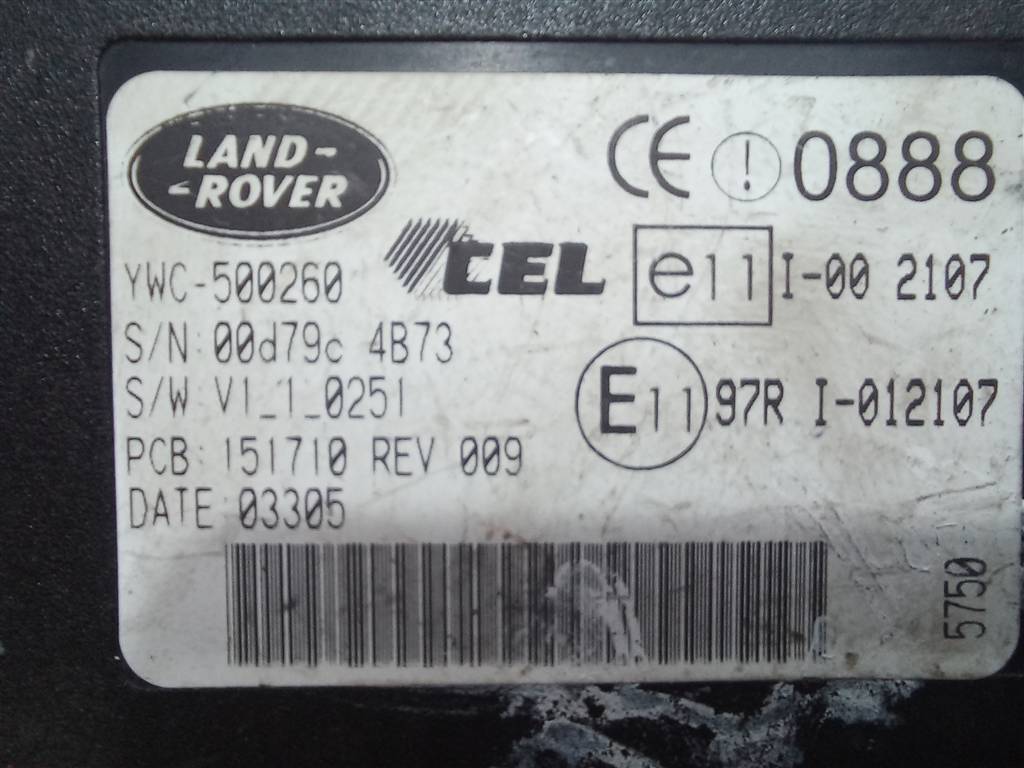 LAND-
ROVER
CE ! 0888
TEL
YWC-500260
e11 I-00 2107
S/N 00d79c 4B73
S/W V1_1_0251
E11 97R I-012107
PCB: 151710 REV 009
DATE 03305
5750